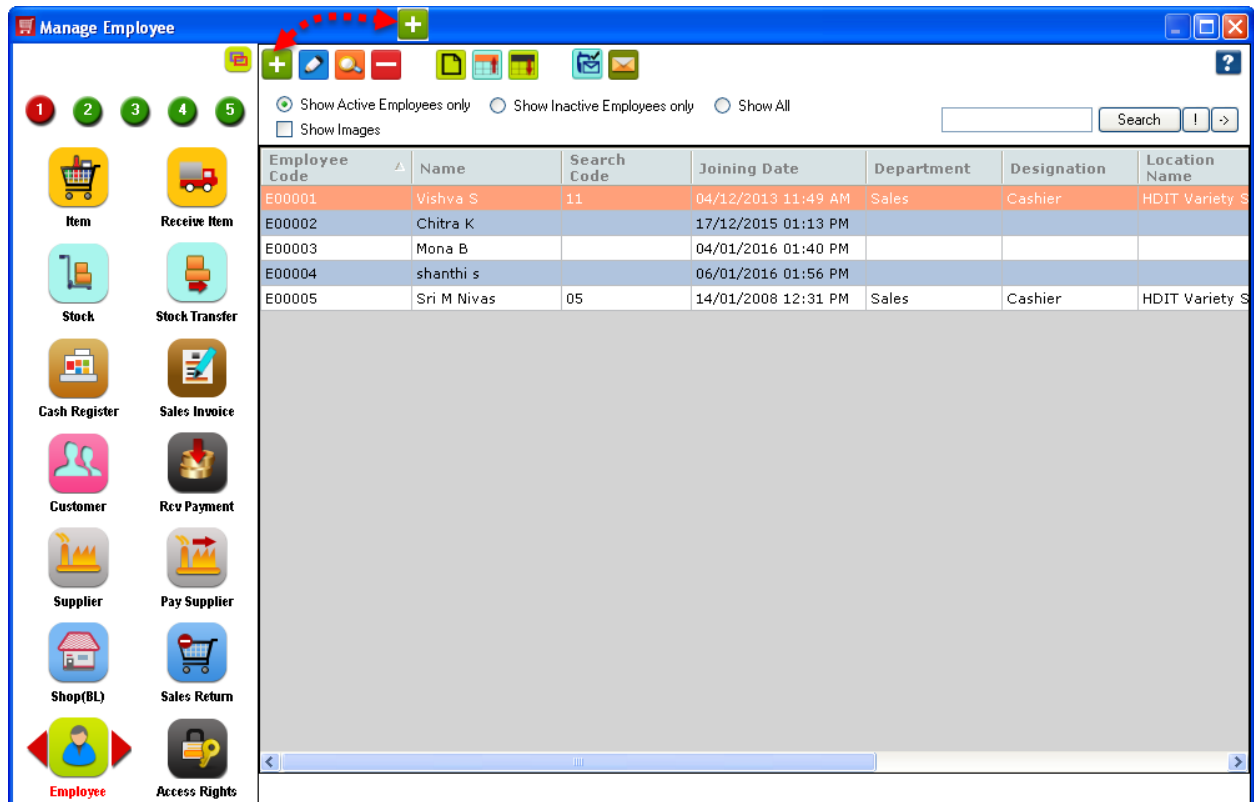 Manage Employee
1 2 3 4 5
Show Active Employees only Show Inactive Employees only Show All
Show Images
Search ! ->
Employee Code Name Search Code Joining Date Department Designation Location Name
E00001 Vishva S 11 04/12/2013 11:49 AM Sales Cashier HDIT Variety S
E00002 Chitra K 17/12/2015 01:13 PM
E00003 Mona B 04/01/2016 01:40 PM
E00004 shanthi s 06/01/2016 01:56 PM
E00005 Sri M Nivas 05 14/01/2008 12:31 PM Sales Cashier HDIT Variety S
Item Receive Item
Stock Stock Transfer
Cash Register Sales Invoice
Customer Rcv Payment
Supplier Pay Supplier
Shop(BL) Sales Return
Employee Access Rights